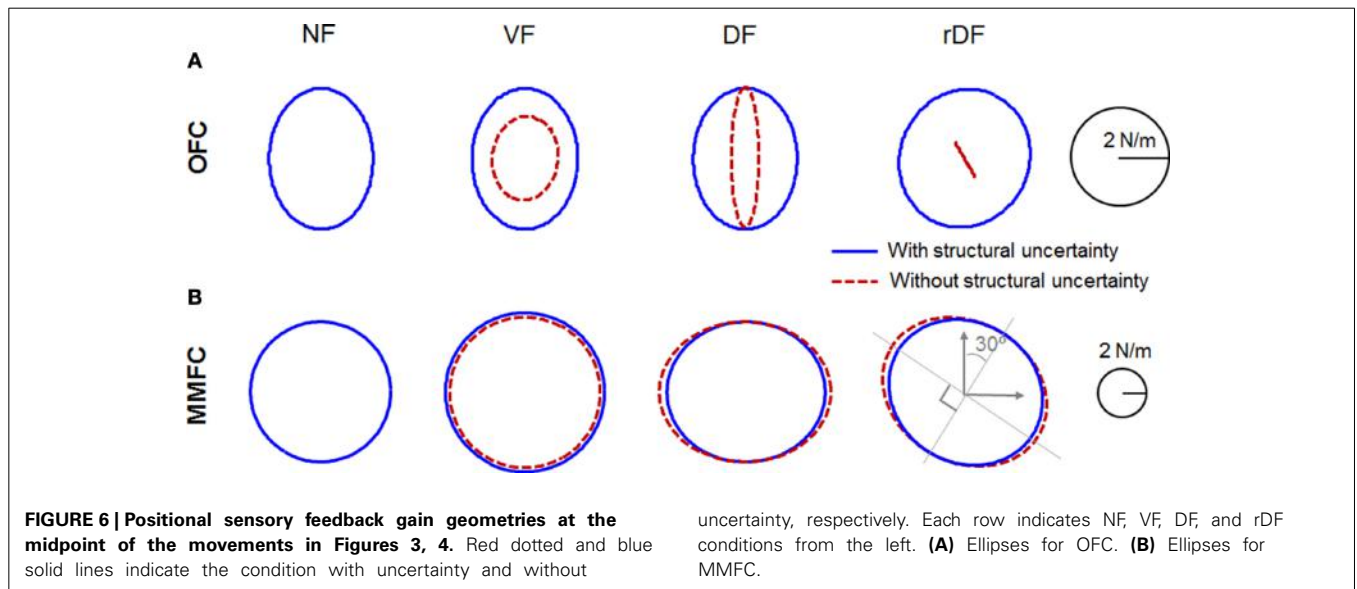 NF VF DF rDF
A
OFC
2 N/m
With structural uncertainty
Without structural uncertainty
B
MMFC
30°
2 N/m
FIGURE 6 | Positional sensory feedback gain geometries at the
midpoint of the movements in Figures 3, 4. Red dotted and blue
solid lines indicate the condition with uncertainty and without
uncertainty, respectively. Each row indicates NF, VF, DF, and rDF
conditions from the left. (A) Ellipses for OFC. (B) Ellipses for
MMFC.